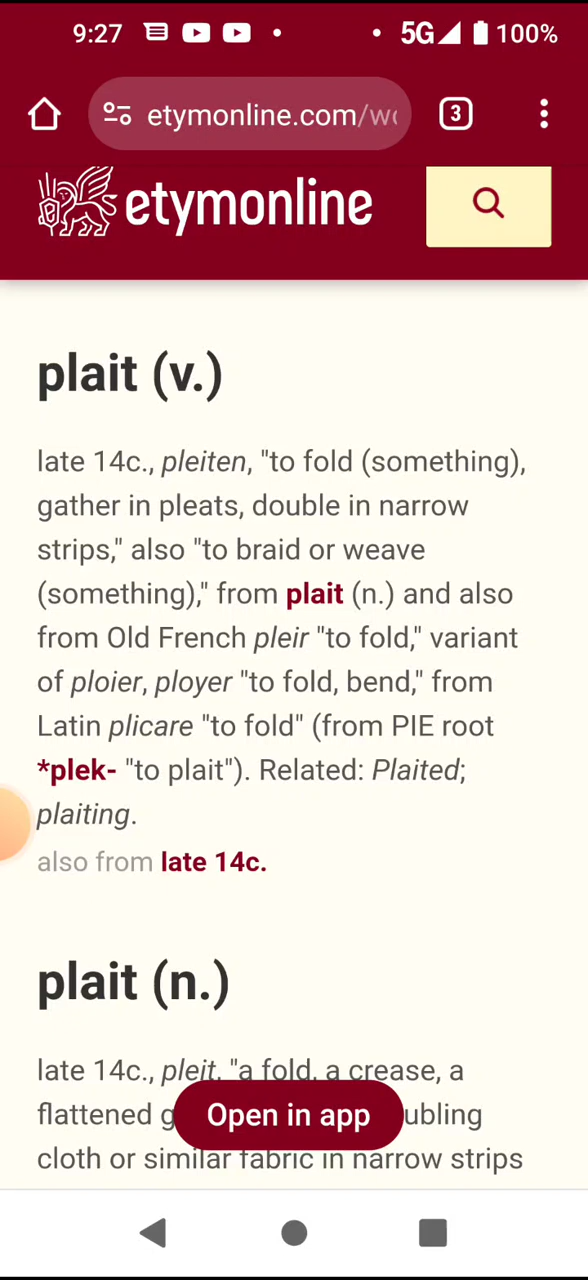 9:27 5G 100%
etymonline.com/wo 3
etymonline
plait (v.)
late 14c., pleiten, "to fold (something),
gather in pleats, double in narrow
strips," also "to braid or weave
(something)," from plait (n.) and also
from Old French pleir "to fold," variant
of ploier, ployer "to fold, bend," from
Latin plicare "to fold" (from PIE root
*plek- "to plait"). Related: Plaited;
plaiting.
also from late 14c.
plait (n.)
late 14c., pleit, "a fold, a crease, a
flattened
Open in app
cloth or similar fabric in narrow strips